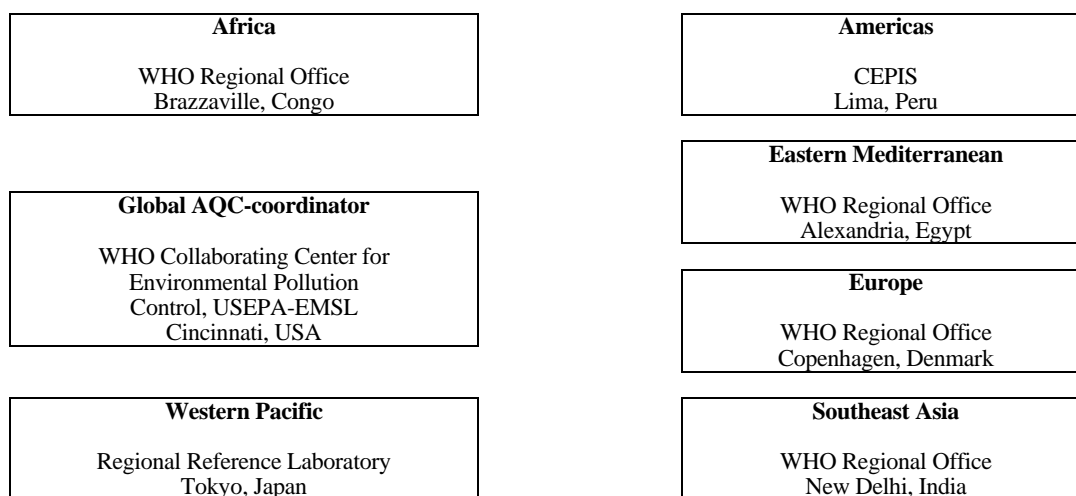 Africa
WHO Regional Office
Brazzaville, Congo
Americas
CEPIS
Lima, Peru
Eastern Mediterranean
WHO Regional Office
Alexandria, Egypt
Global AQC-coordinator
WHO Collaborating Center for
Environmental Pollution
Control, USEPA-EMSL
Cincinnati, USA
Europe
WHO Regional Office
Copenhagen, Denmark
Western Pacific
Regional Reference Laboratory
Tokyo, Japan
Southeast Asia
WHO Regional Office
New Delhi, India